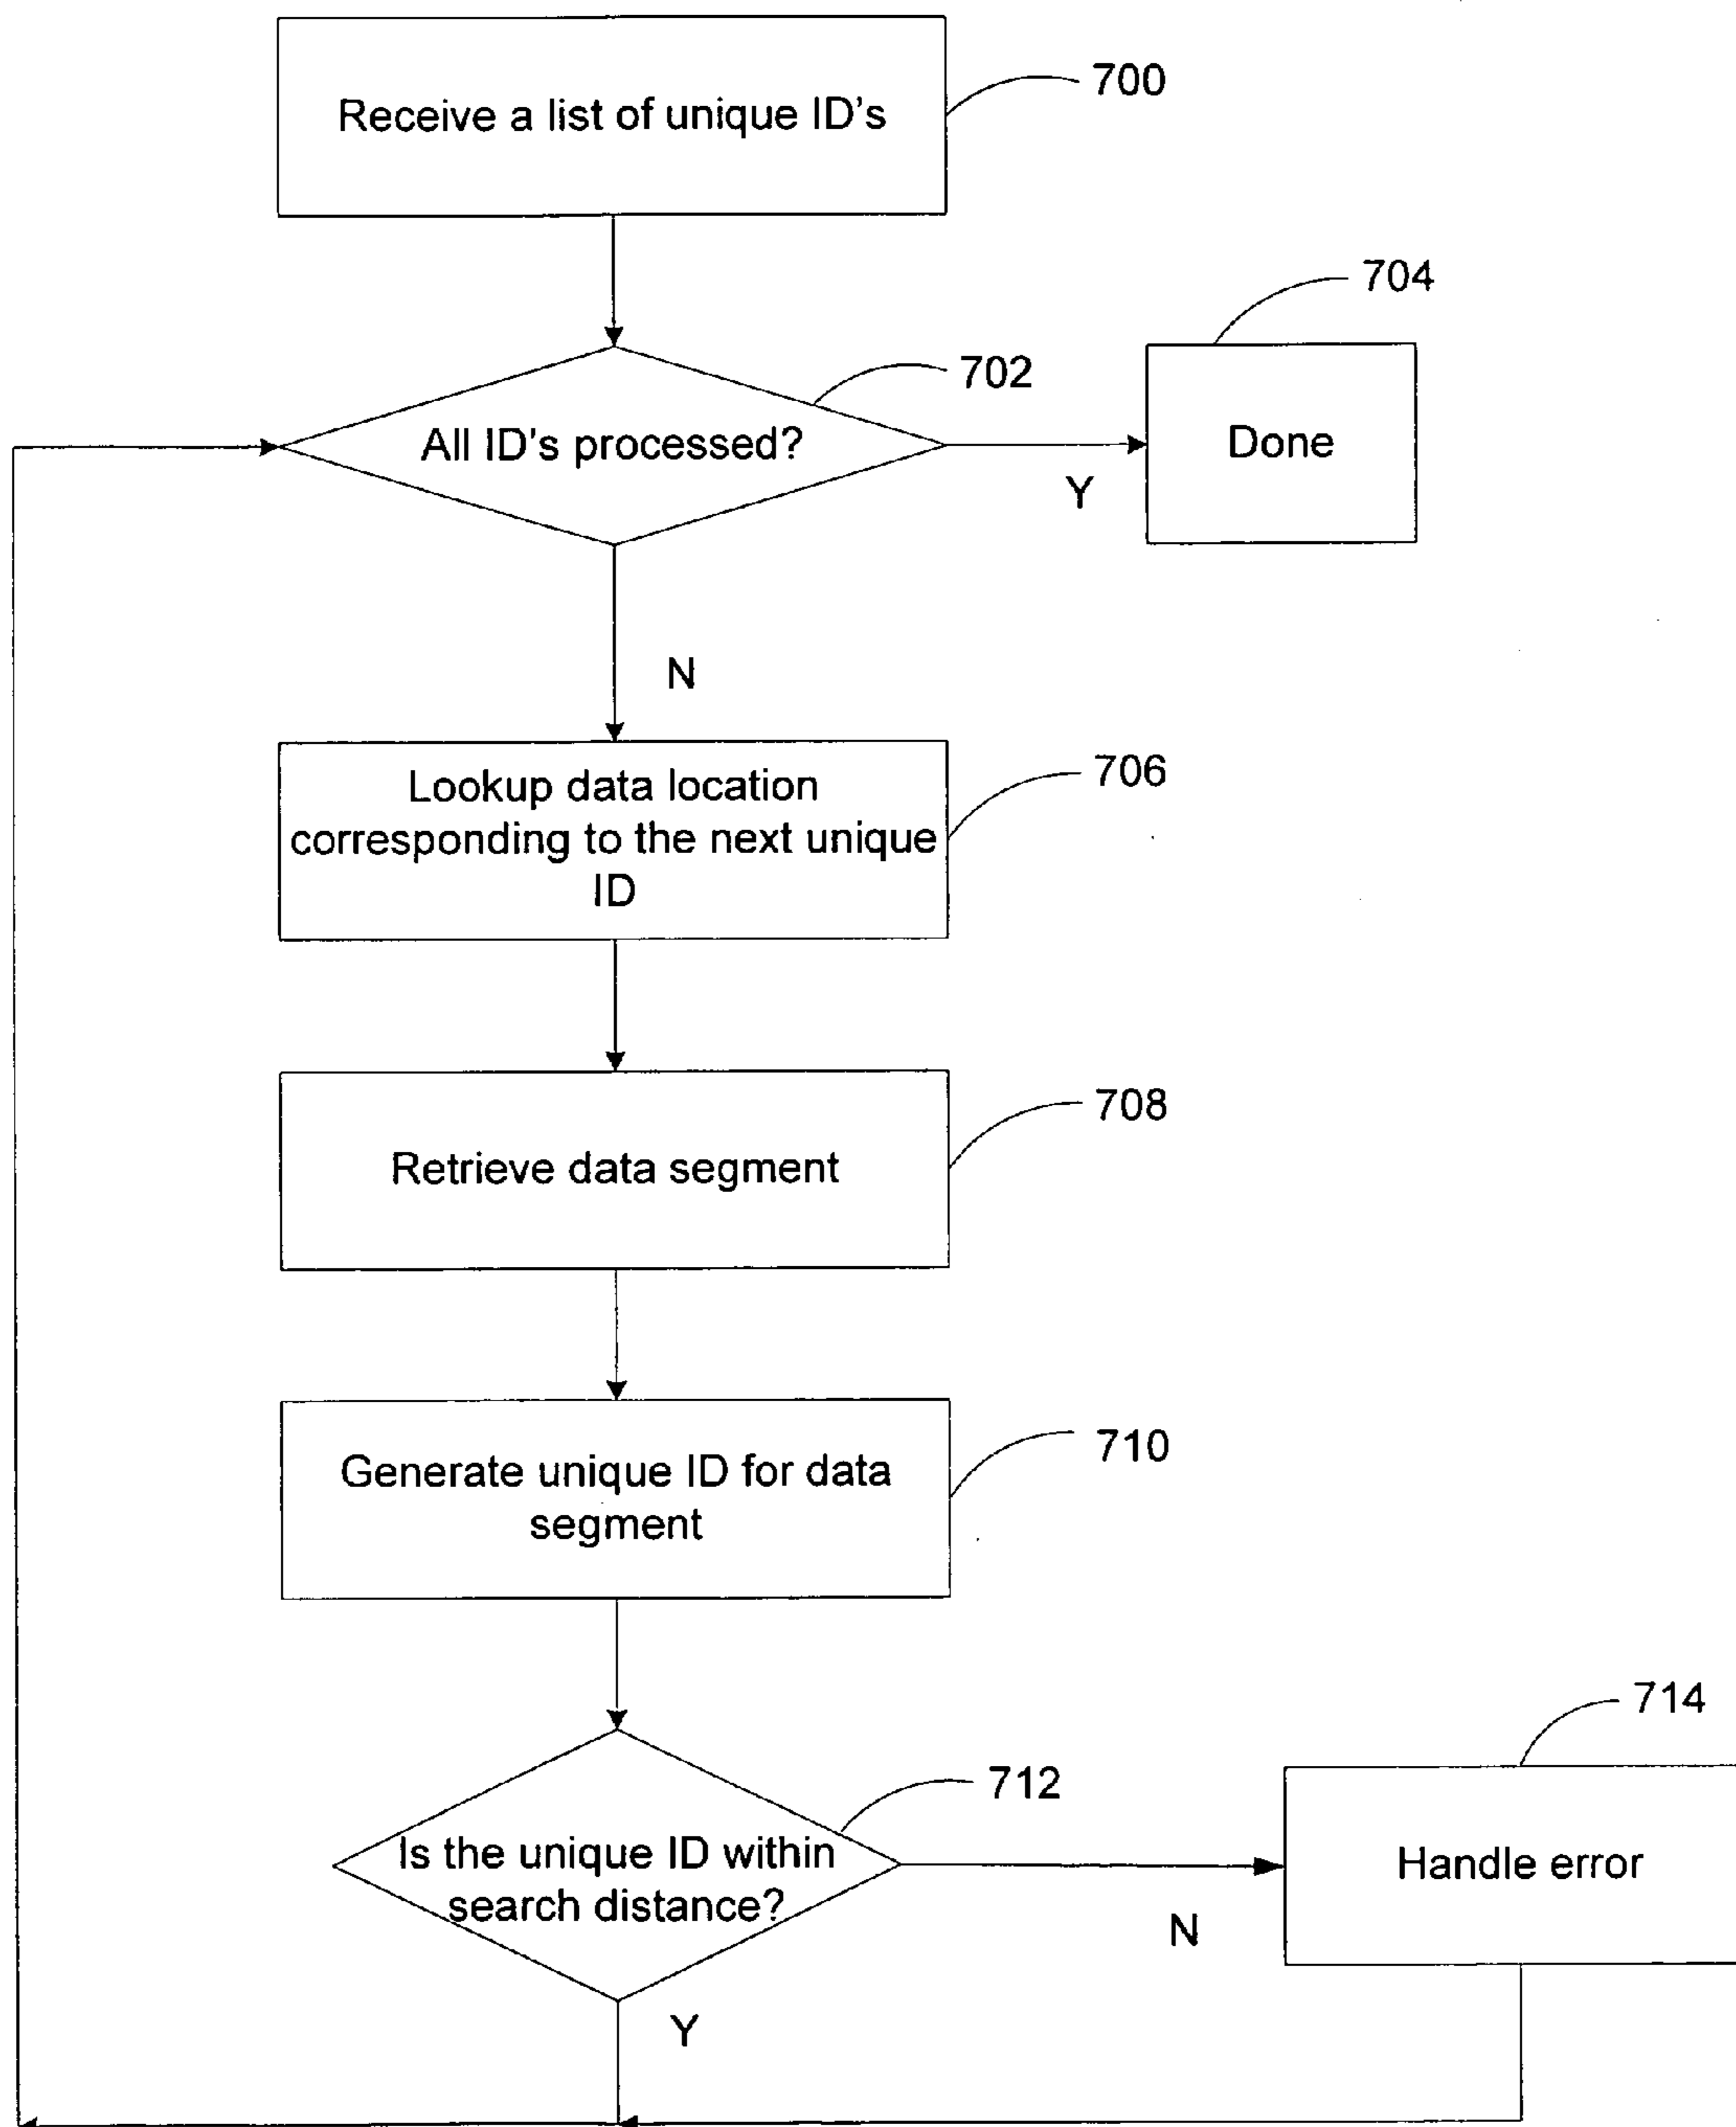 Receive a list of unique ID's
700
704
702
All ID's processed?
Done
Y
N
Lookup data location
corresponding to the next unique
ID
706
Retrieve data segment
708
Generate unique ID for data
segment
710
714
712
Is the unique ID within
search distance?
Handle error
N
Y